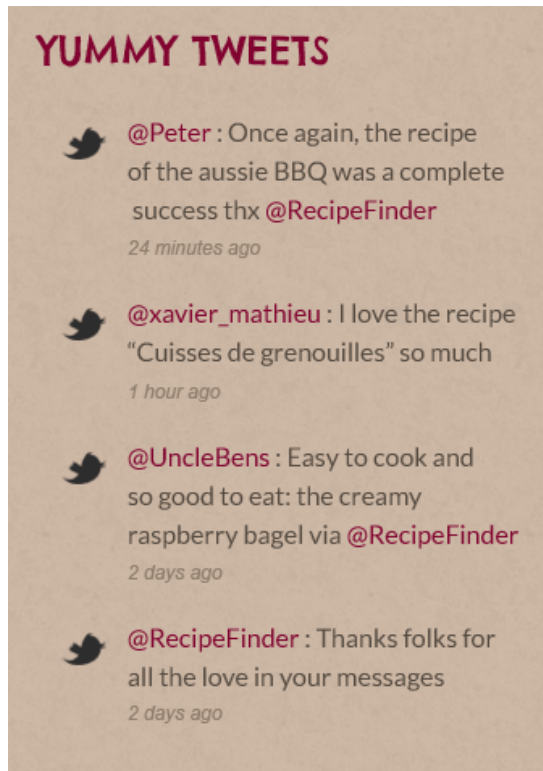 YUMMY TWEETS
@Peter : Once again, the recipe
of the aussie BBQ was a complete
success thx @RecipeFinder
24 minutes ago
@xavier_mathieu : I love the recipe
“Cuisses de grenouilles” so much
1 hour ago
@UncleBens : Easy to cook and
so good to eat: the creamy
raspberry bagel via @RecipeFinder
2 days ago
@RecipeFinder : Thanks folks for
all the love in your messages
2 days ago